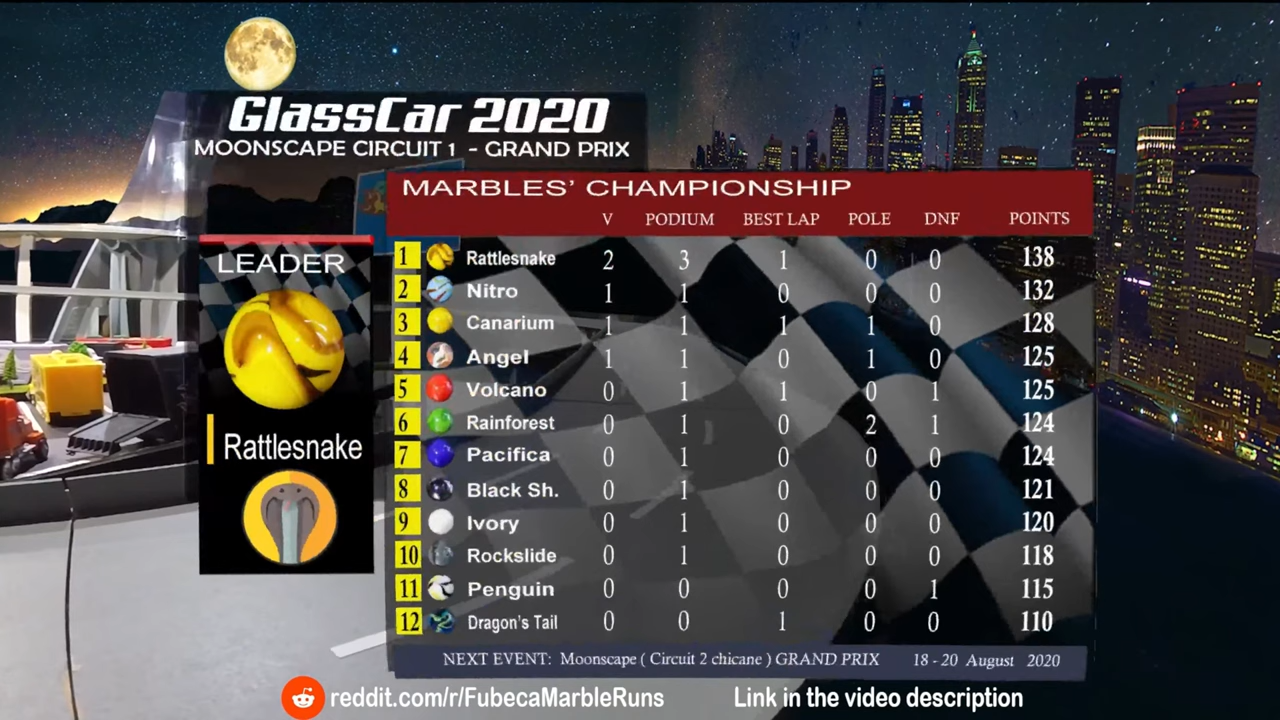 GlassCar 2020
MOONSCAPE CIRCUIT 1 - GRAND PRIX
LEADER
Rattlesnake
MARBLES' CHAMPIONSHIP
V PODIUM BEST LAP POLE DNF POINTS
1 Rattlesnake 2 3 1 0 0 138
2 Nitro 1 1 0 0 0 132
3 Canarium 1 1 1 1 0 128
4 Angel 1 1 0 1 0 125
5 Volcano 0 1 1 0 1 125
6 Rainforest 0 1 0 2 1 124
7 Pacifica 0 1 0 0 0 124
8 Black Sh. 0 1 0 0 0 121
9 Ivory 0 1 0 0 0 120
10 Rockslide 0 1 0 0 0 118
11 Penguin 0 0 0 0 1 115
12 Dragon's Tail 0 0 1 0 0 110
NEXT EVENT: Moonscape ( Circuit 2 chicane ) GRAND PRIX 18 - 20 August 2020
reddit.com/r/FubecaMarbleRuns Link in the video description